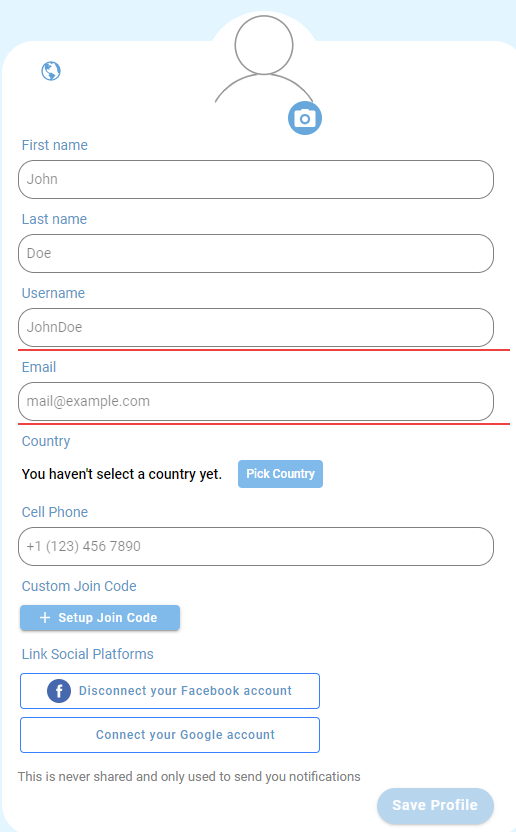 First name
John
Last name
Doe
Username
JohnDoe
Email
mail@example.com
Country
You haven't select a country yet. Pick Country
Cell Phone
+1 (123) 456 7890
Custom Join Code
+ Setup Join Code
Link Social Platforms
Disconnect your Facebook account
Connect your Google account
This is never shared and only used to send you notifications
Save Profile